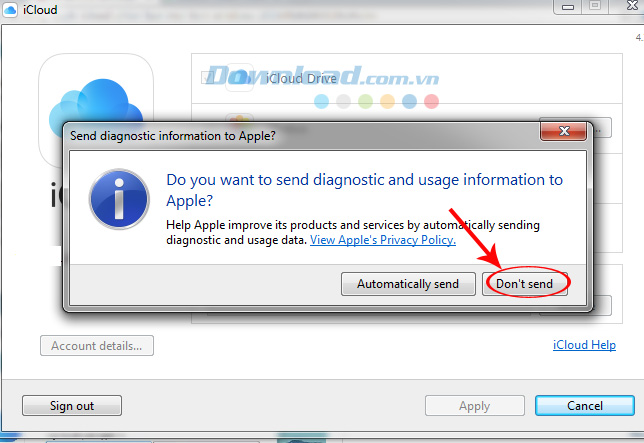 iCloud
4.
iCloud Drive
Download.com.vn
Send diagnostic information to Apple?
Do you want to send diagnostic and usage information to
Apple?
Help Apple improve its products and services by automatically sending
diagnostic and usage data. View Apple's Privacy Policy.
Automatically send
Don't send
Account details...
iCloud Help
Sign out
Apply
Cancel